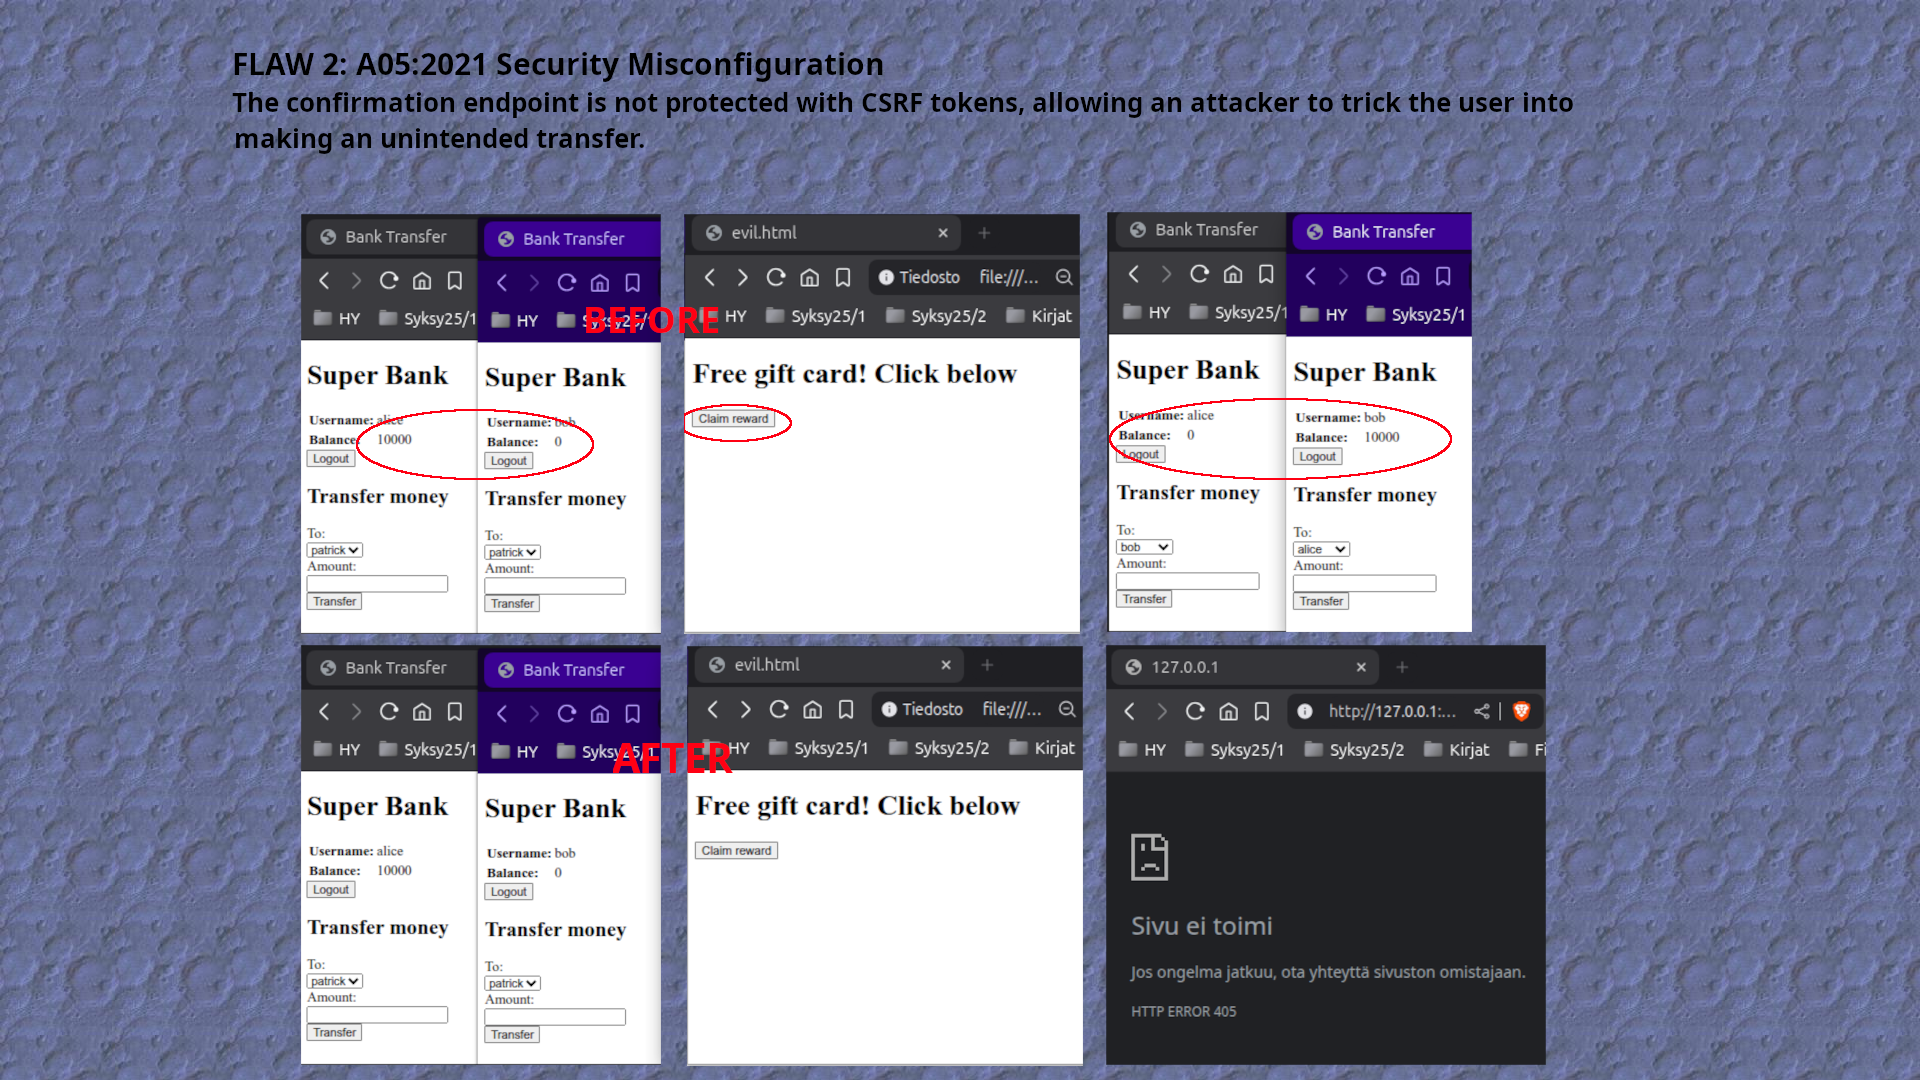 FLAW 2: A05:2021 Security Misconfiguration
The confirmation endpoint is not protected with CSRF tokens, allowing an attacker to trick the user into
making an unintended transfer.
BEFORE
Bank Transfer
HY
Syksy25/1
Super Bank
Username: alice
Balance: 10000
Logout
Transfer money
To:
patrick
Amount:
Transfer
Bank Transfer
HY
Syksy25/1
Super Bank
Username: bob
Balance: 0
Logout
Transfer money
To:
patrick
Amount:
Transfer
evil.html
Tiedosto file:///...
HY Syksy25/1 Syksy25/2 Kirjat
Free gift card! Click below
Claim reward
Bank Transfer
HY Syksy25/1
Super Bank
Username: alice
Balance: 0
Logout
Transfer money
To:
bob
Amount:
Transfer
Bank Transfer
HY Syksy25/1
Super Bank
Username: bob
Balance: 10000
Logout
Transfer money
To:
alice
Amount:
Transfer
AFTER
Bank Transfer
HY Syksy25/1
Super Bank
Username: alice
Balance: 10000
Logout
Transfer money
To:
patrick
Amount:
Transfer
Bank Transfer
HY Syksy25/1
Super Bank
Username: bob
Balance: 0
Logout
Transfer money
To:
patrick
Amount:
Transfer
evil.html
Tiedosto file:///...
HY Syksy25/1 Syksy25/2 Kirjat
Free gift card! Click below
Claim reward
127.0.0.1
http://127.0.0.1:...
HY Syksy25/1 Syksy25/2 Kirjat Fi
Sivu ei toimi
Jos ongelma jatkuu, ota yhteyttä sivuston omistajaan.
HTTP ERROR 405